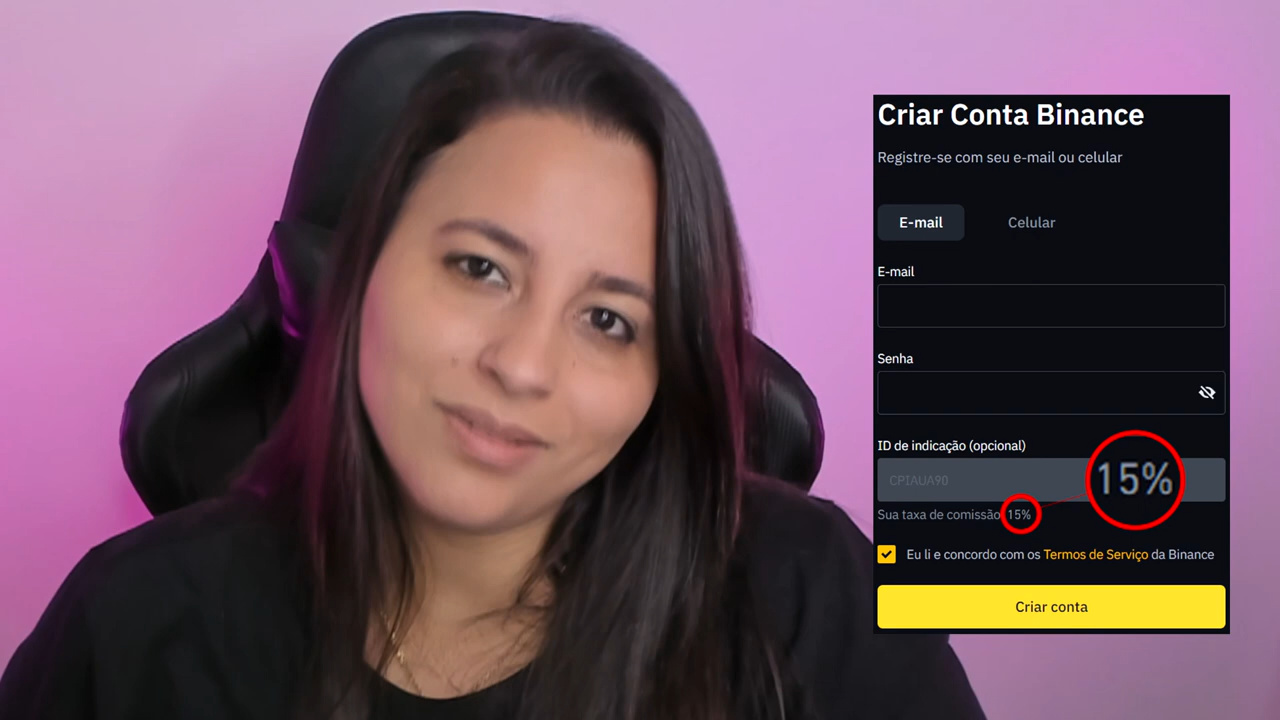 Criar Conta Binance
Registre-se com seu e-mail ou celular
E-mail Celular
E-mail
Senha
ID de indicação (opcional)
CPIAUA90
15%
Sua taxa de comissão 15%
Eu li e concordo com os Termos de Serviço da Binance
Criar conta